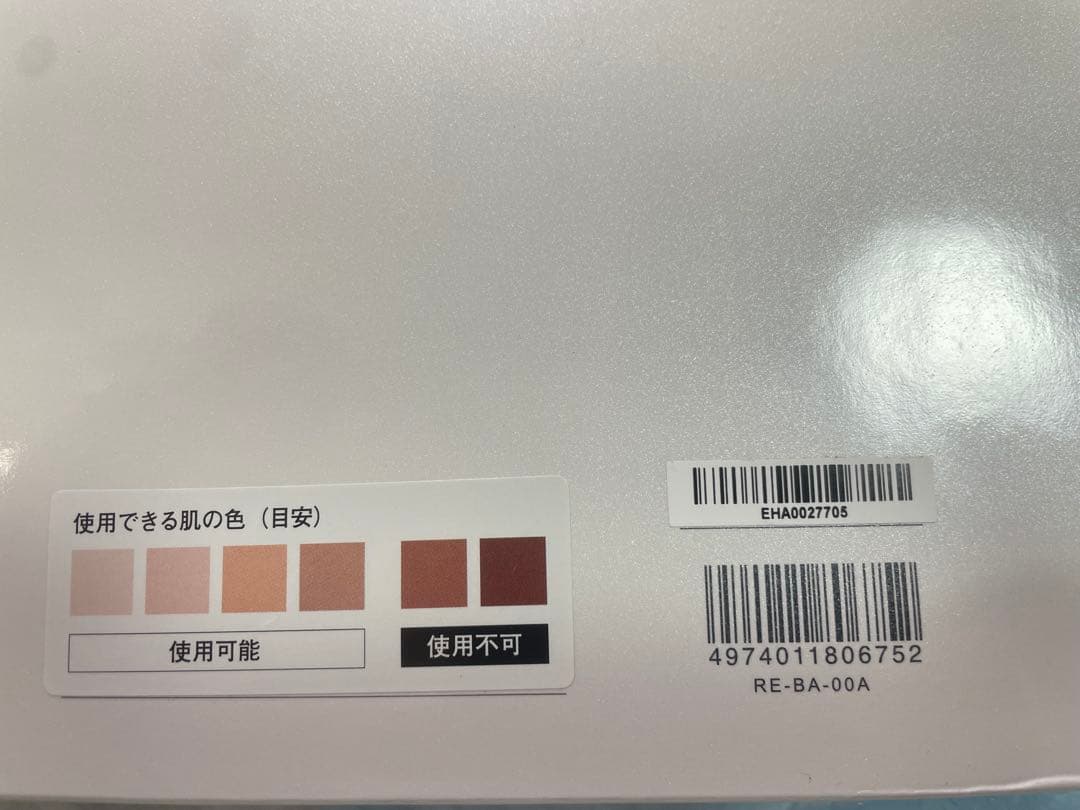 使用できる肌の色（目安）
使用可能
使用不可
EHA0027705
4974011806752
RE-BA-00A